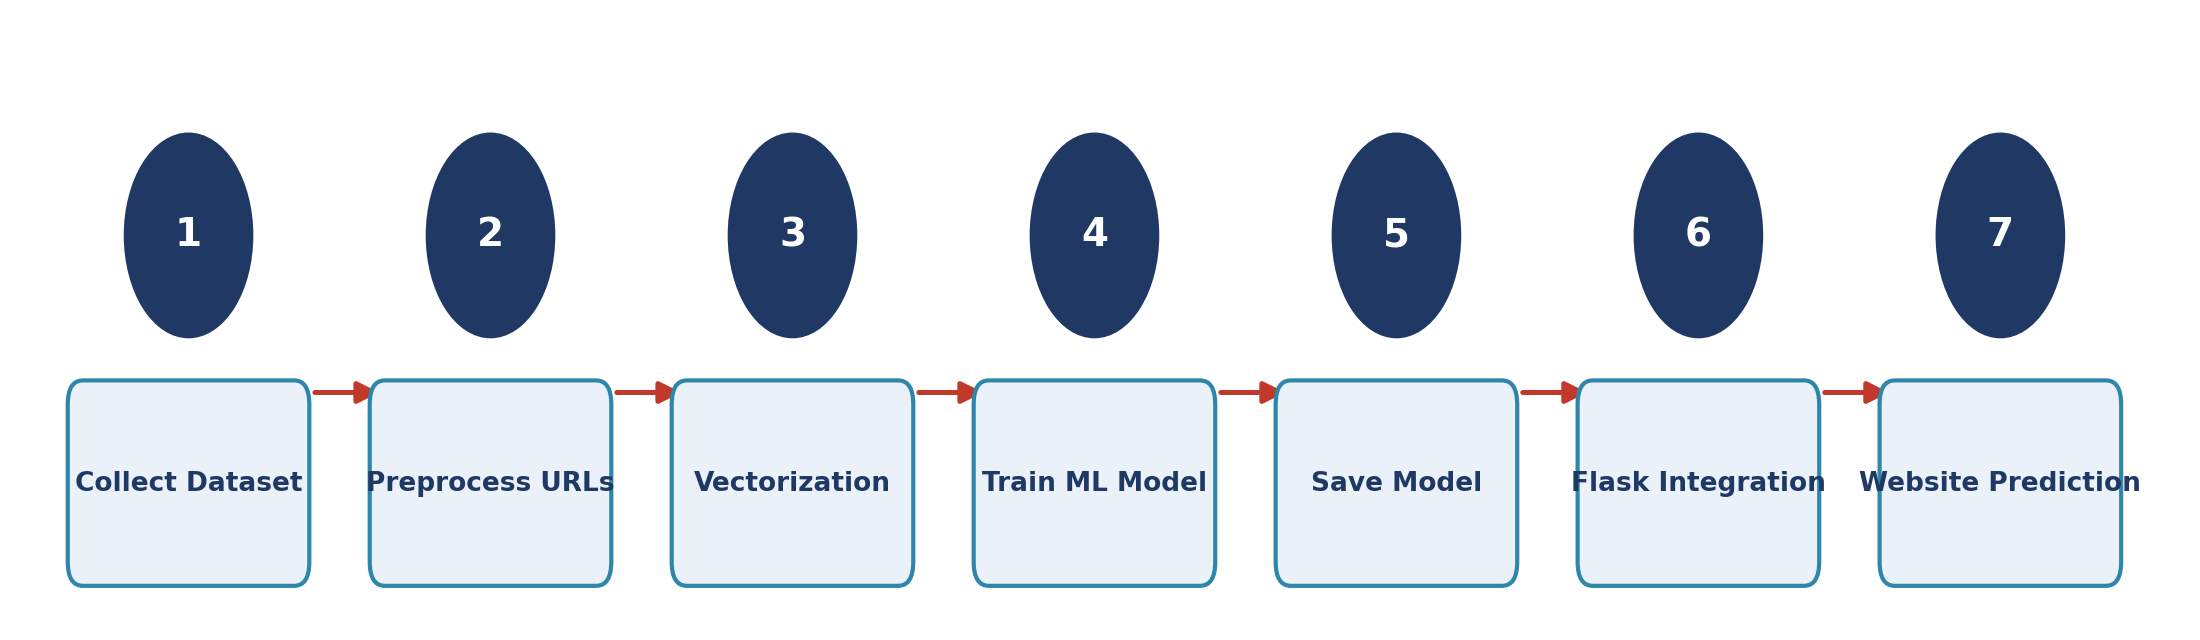 1
2
3
4
5
6
7
Collect Dataset
Preprocess URLs
Vectorization
Train ML Model
Save Model
Flask Integration
Website Prediction